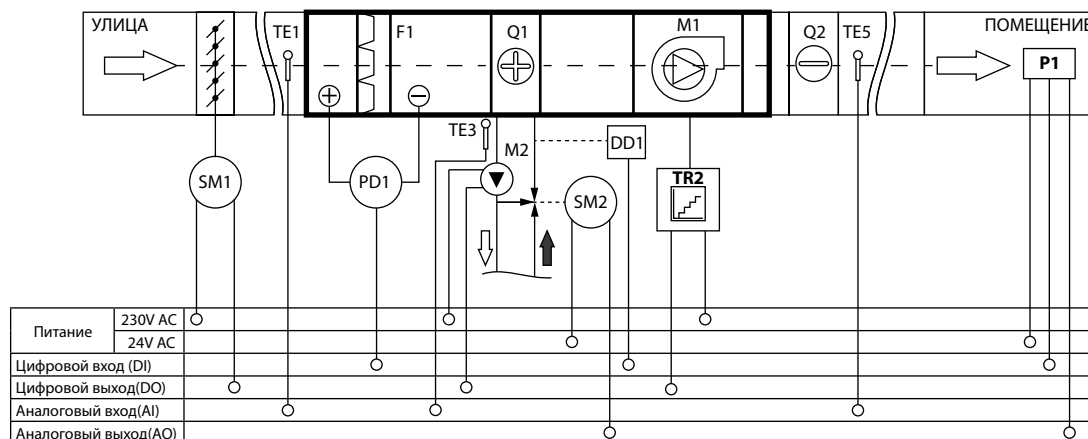 УЛИЦА
ПОМЕЩЕНИЕ
TE1
F1
Q1
M1
Q2
TE5
P1
TE3
M2
DD1
SM1
PD1
SM2
TR2
Питание
230V AC
24V AC
Цифровой вход (DI)
Цифровой выход(DO)
Аналоговый вход(AI)
Аналоговый выход(AO)